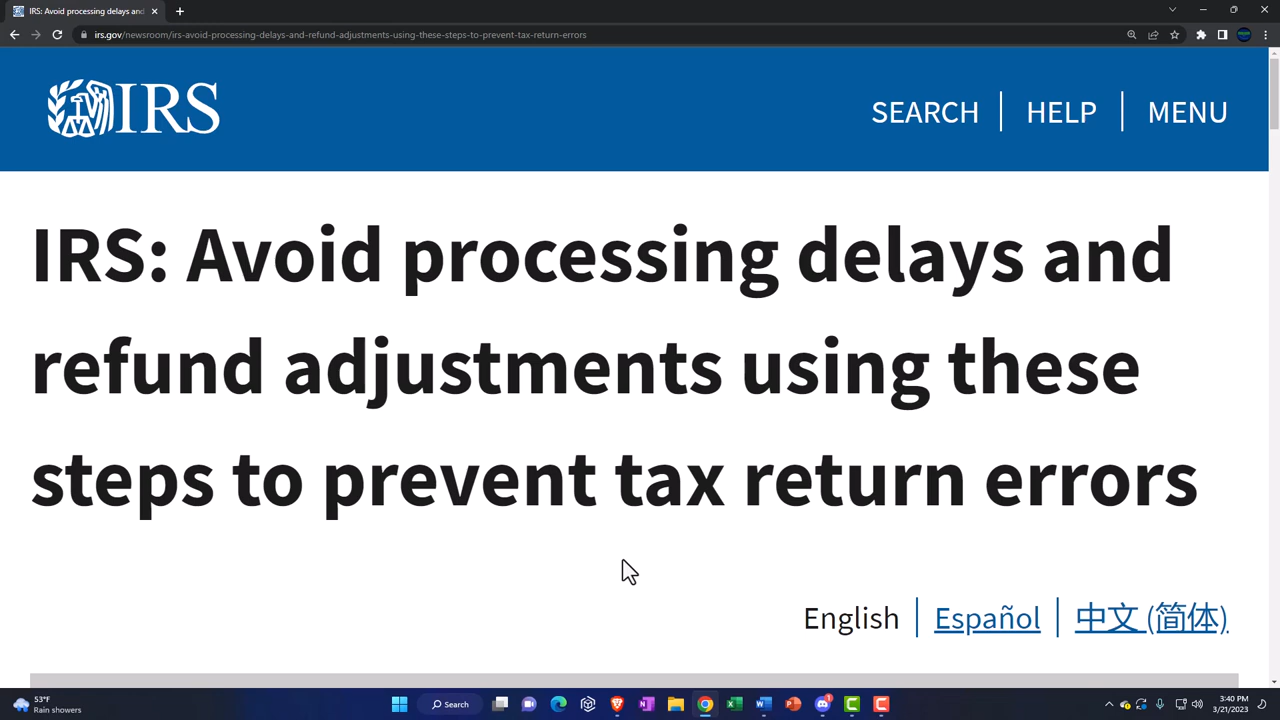 IRS: Avoid processing delays and
irs.gov/newsroom/irs-avoid-processing-delays-and-refund-adjustments-using-these-steps-to-prevent-tax-return-errors
IRS
SEARCH HELP MENU
IRS: Avoid processing delays and
refund adjustments using these
steps to prevent tax return errors
English Español 中文 (简体)
53°F
Rain showers
Search
1
3:40 PM
3/21/2023